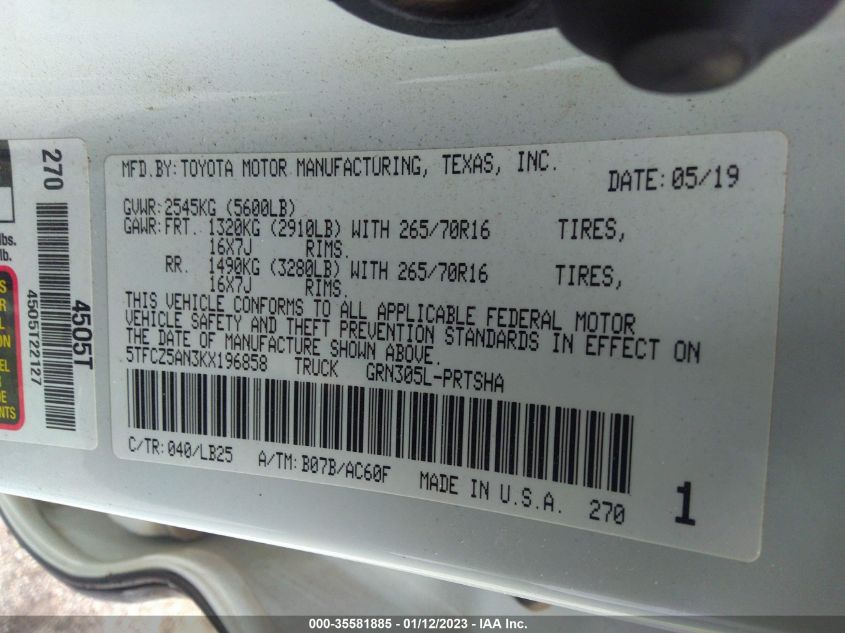 MFD.BY:TOYOTA MOTOR MANUFACTURING, TEXAS, INC.
DATE:05/19
GVWR:2545KG (5600LB)
GAWR:FRT. 1320KG (2910LB) WITH 265/70R16 TIRES,
16X7J RIMS.
RR. 1490KG (3280LB) WITH 265/70R16 TIRES,
16X7J RIMS.
THIS VEHICLE CONFORMS TO ALL APPLICABLE FEDERAL MOTOR
VEHICLE SAFETY AND THEFT PREVENTION STANDARDS IN EFFECT ON
THE DATE OF MANUFACTURE SHOWN ABOVE.
5TFCZ5AN3KX196858 TRUCK GRN305L-PRTSHA
C/TR:040/LB25 A/TM:B07B/AC60F MADE IN U.S.A. 270 1
270
4505T
4505T22127
lbs.
lb.
000-35581885 - 01/12/2023 - IAA Inc.